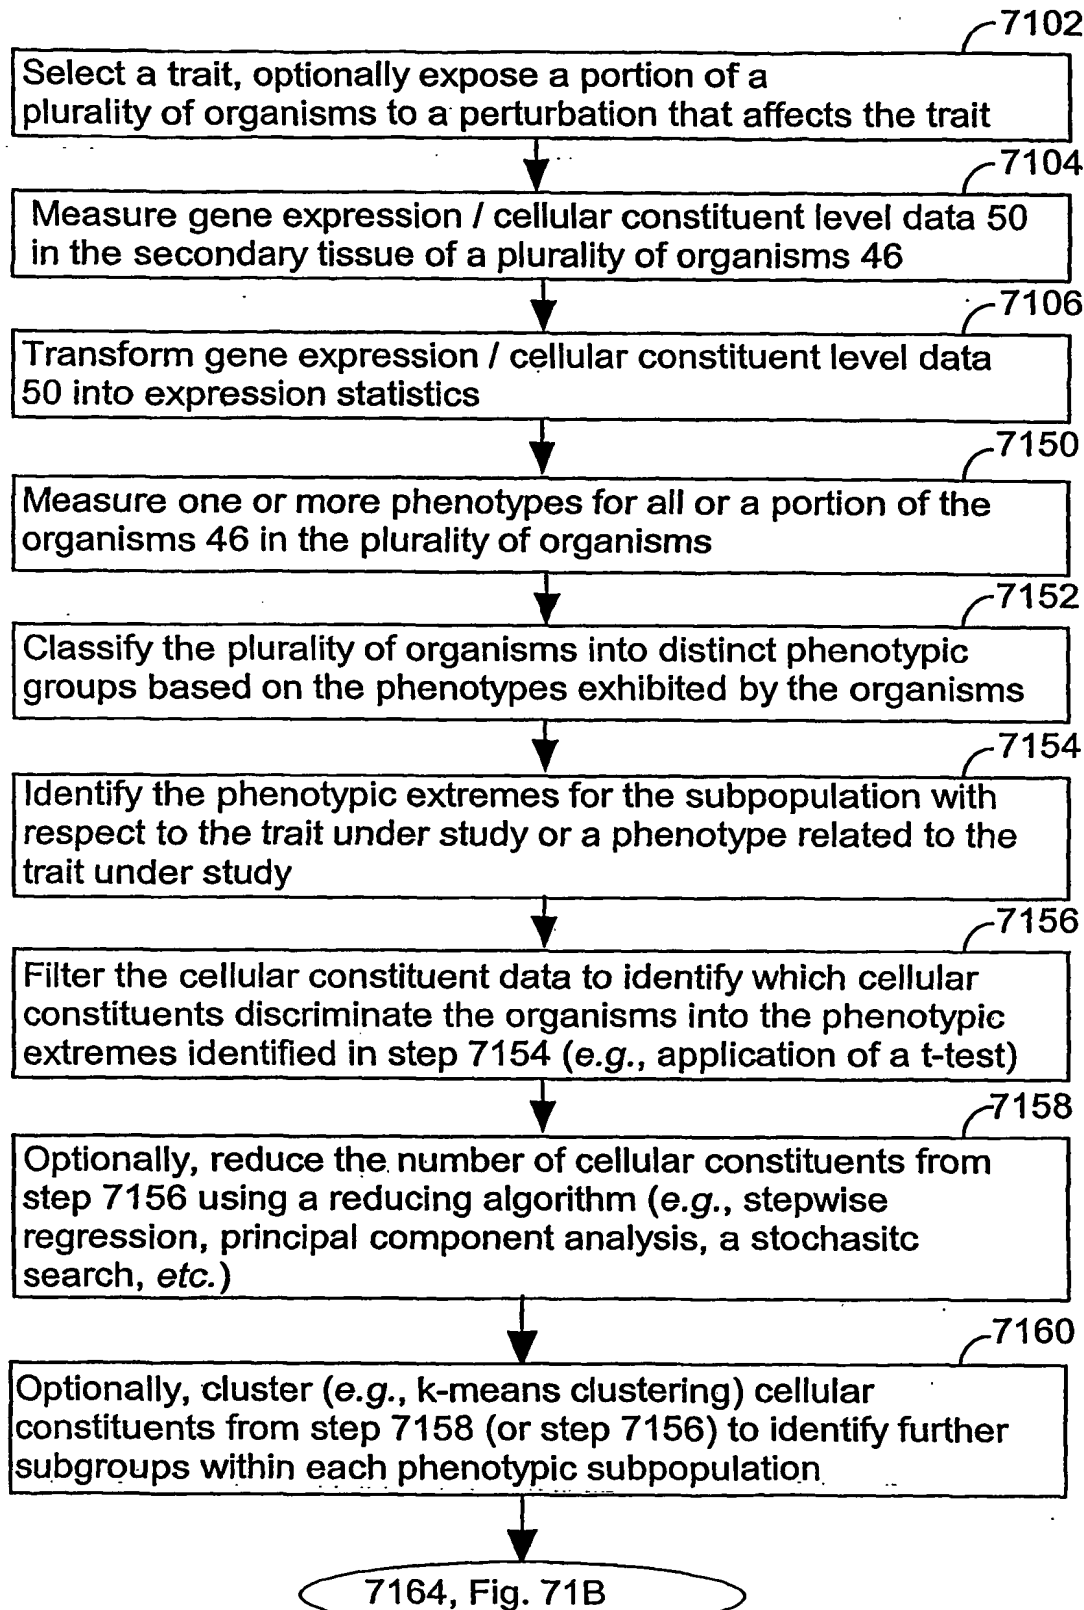 7102
Select a trait, optionally expose a portion of a
plurality of organisms to a perturbation that affects the trait
7104
Measure gene expression / cellular constituent level data 50
in the secondary tissue of a plurality of organisms 46
7106
Transform gene expression / cellular constituent level data
50 into expression statistics
7150
Measure one or more phenotypes for all or a portion of the
organisms 46 in the plurality of organisms
7152
Classify the plurality of organisms into distinct phenotypic
groups based on the phenotypes exhibited by the organisms
7154
Identify the phenotypic extremes for the subpopulation with
respect to the trait under study or a phenotype related to the
trait under study
7156
Filter the cellular constituent data to identify which cellular
constituents discriminate the organisms into the phenotypic
extremes identified in step 7154 (e.g., application of a t-test)
7158
Optionally, reduce the number of cellular constituents from
step 7156 using a reducing algorithm (e.g., stepwise
regression, principal component analysis, a stochasitc
search, etc.)
7160
Optionally, cluster (e.g., k-means clustering) cellular
constituents from step 7158 (or step 7156) to identify further
subgroups within each phenotypic subpopulation
7164, Fig. 71B